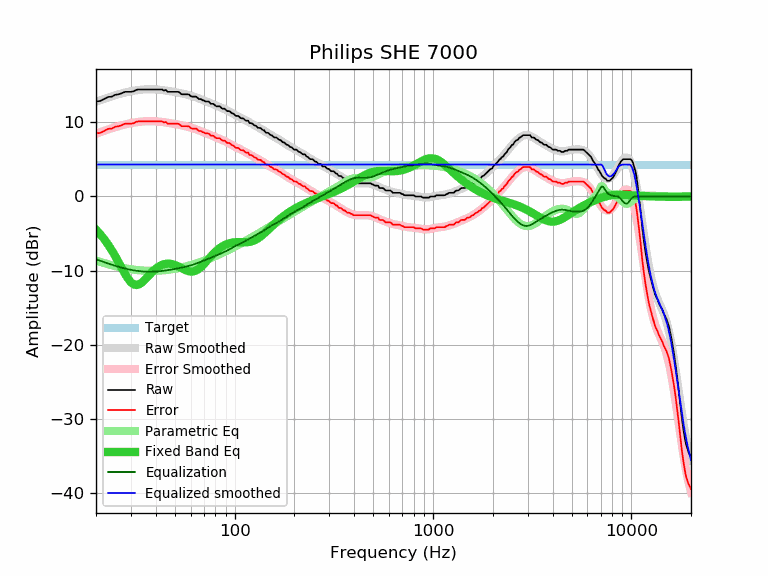 Philips SHE 7000
Amplitude (dBr)
10
0
−10
−20
−30
−40
Target
Raw Smoothed
Error Smoothed
Raw
Error
Parametric Eq
Fixed Band Eq
Equalization
Equalized smoothed
100
1000
10000
Frequency (Hz)